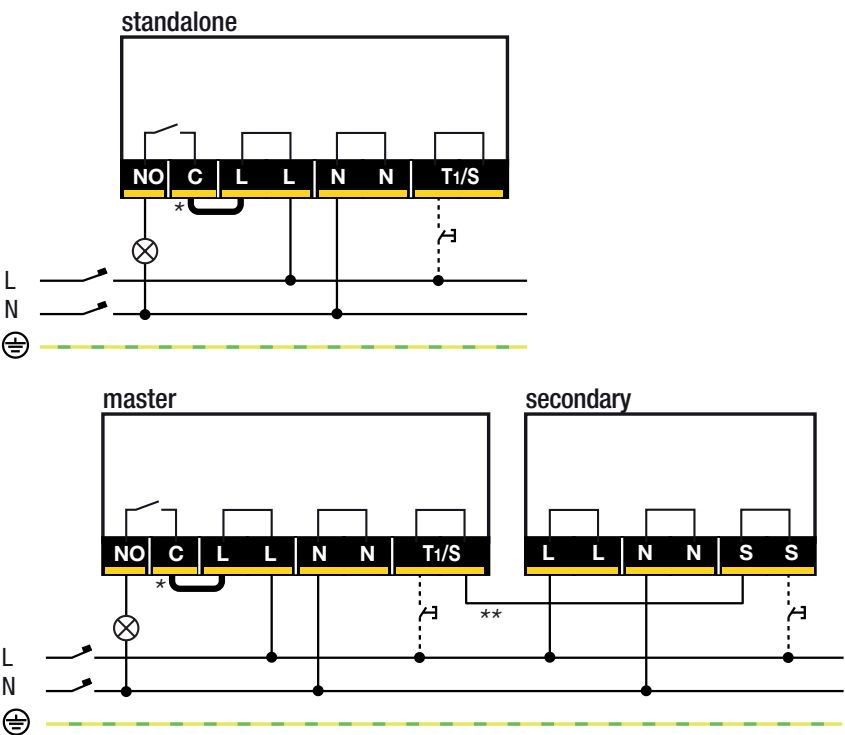 standalone
NO C L L N N T1/S
*
L
N
master
secondary
NO C L L N N T1/S
L L N N S S
*
**
L
N